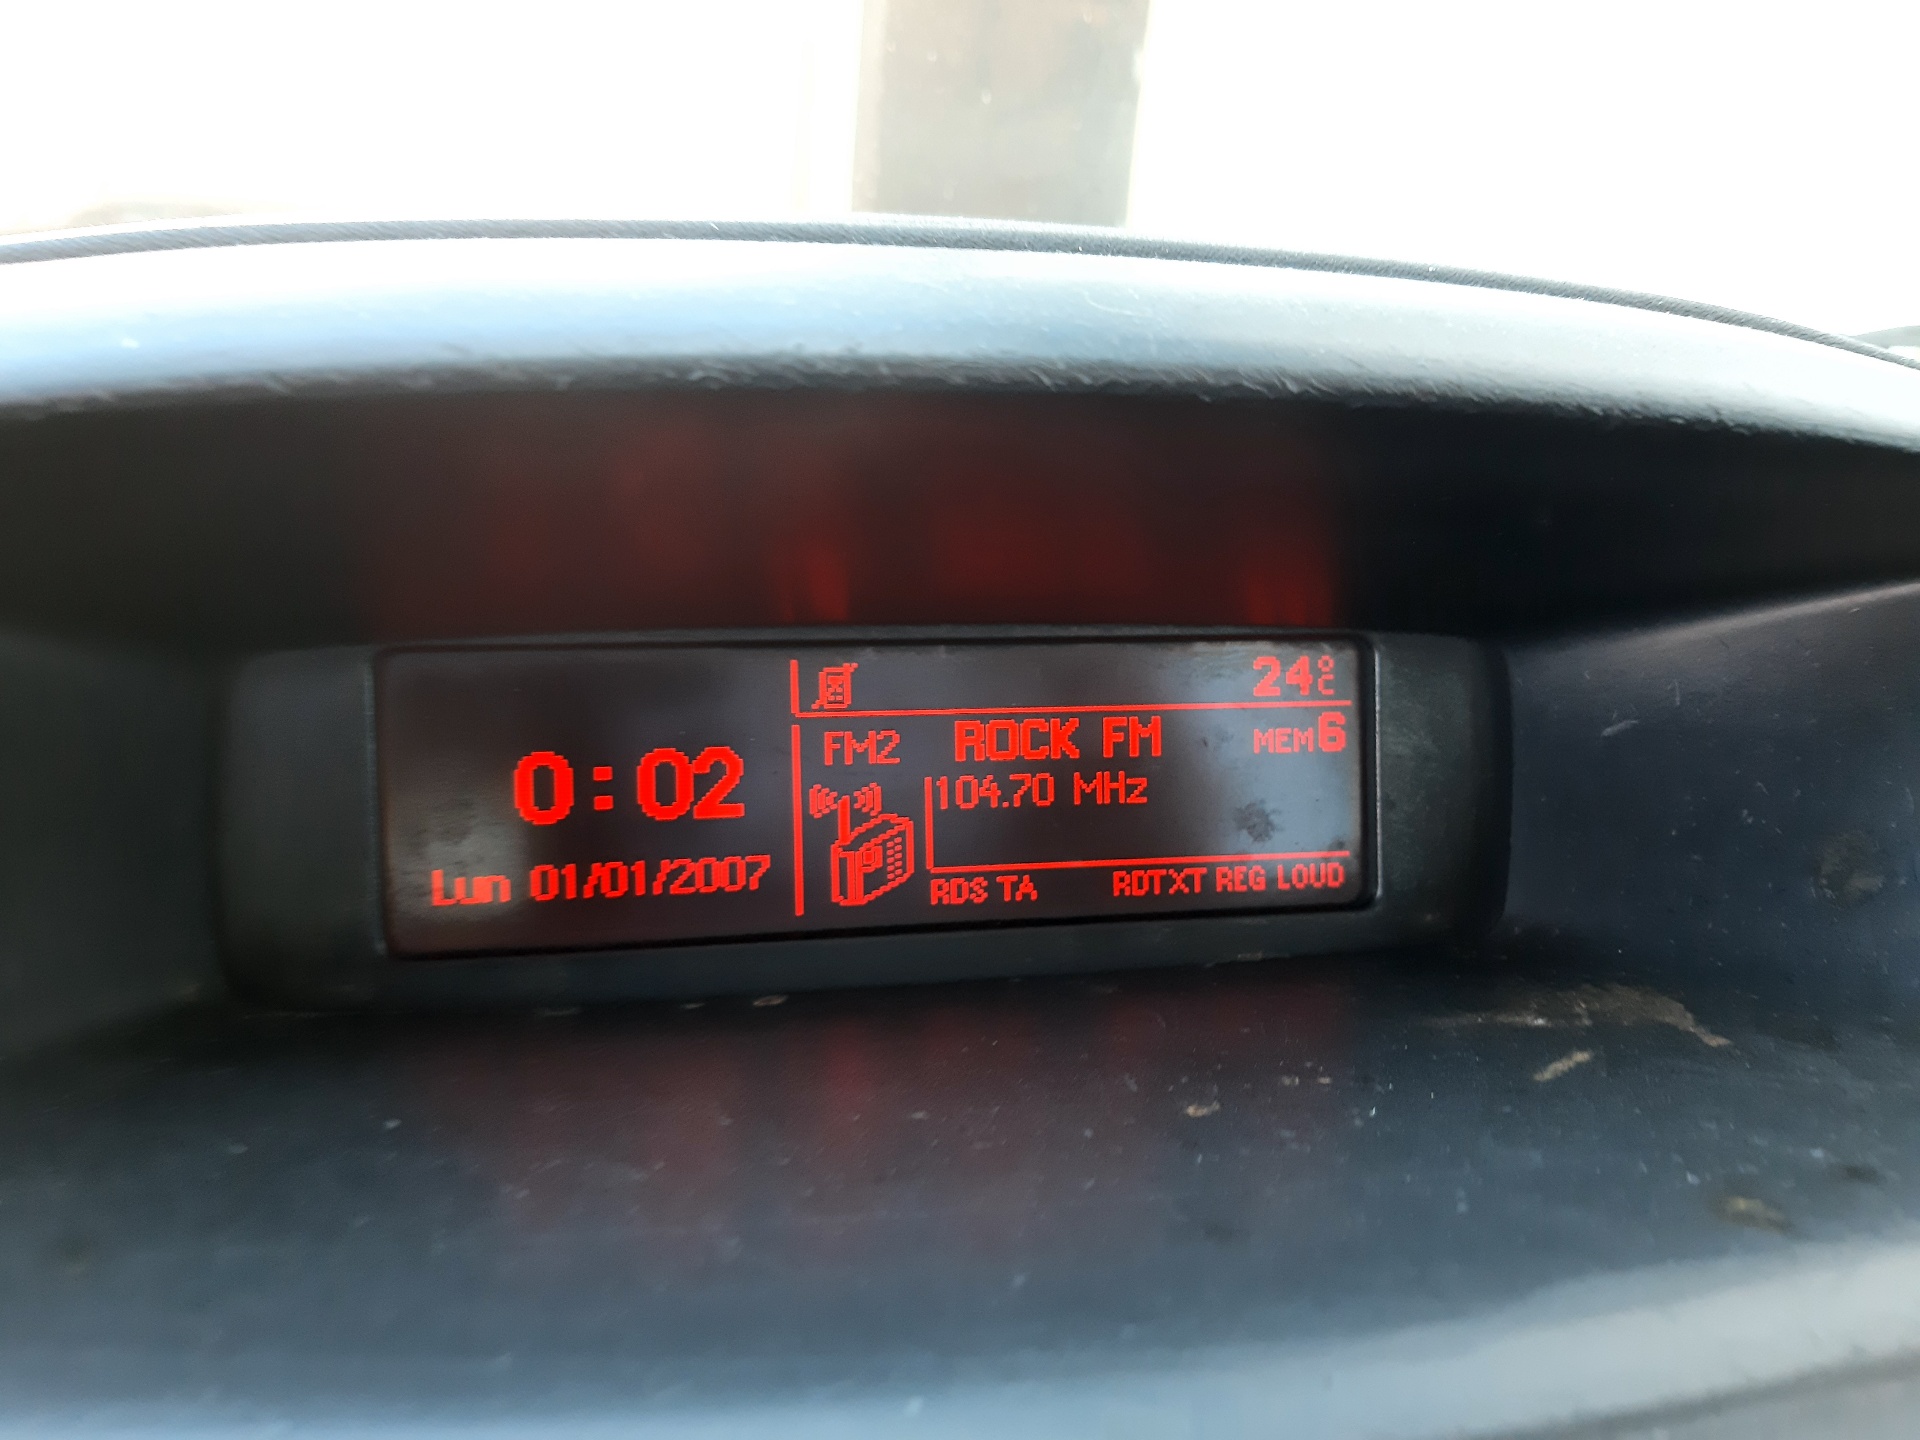 0:02
Lun 01/01/2007
24°C
FM2 ROCK FM MEM6
104.70 MHz
RDS TA RDTXT REG LOUD